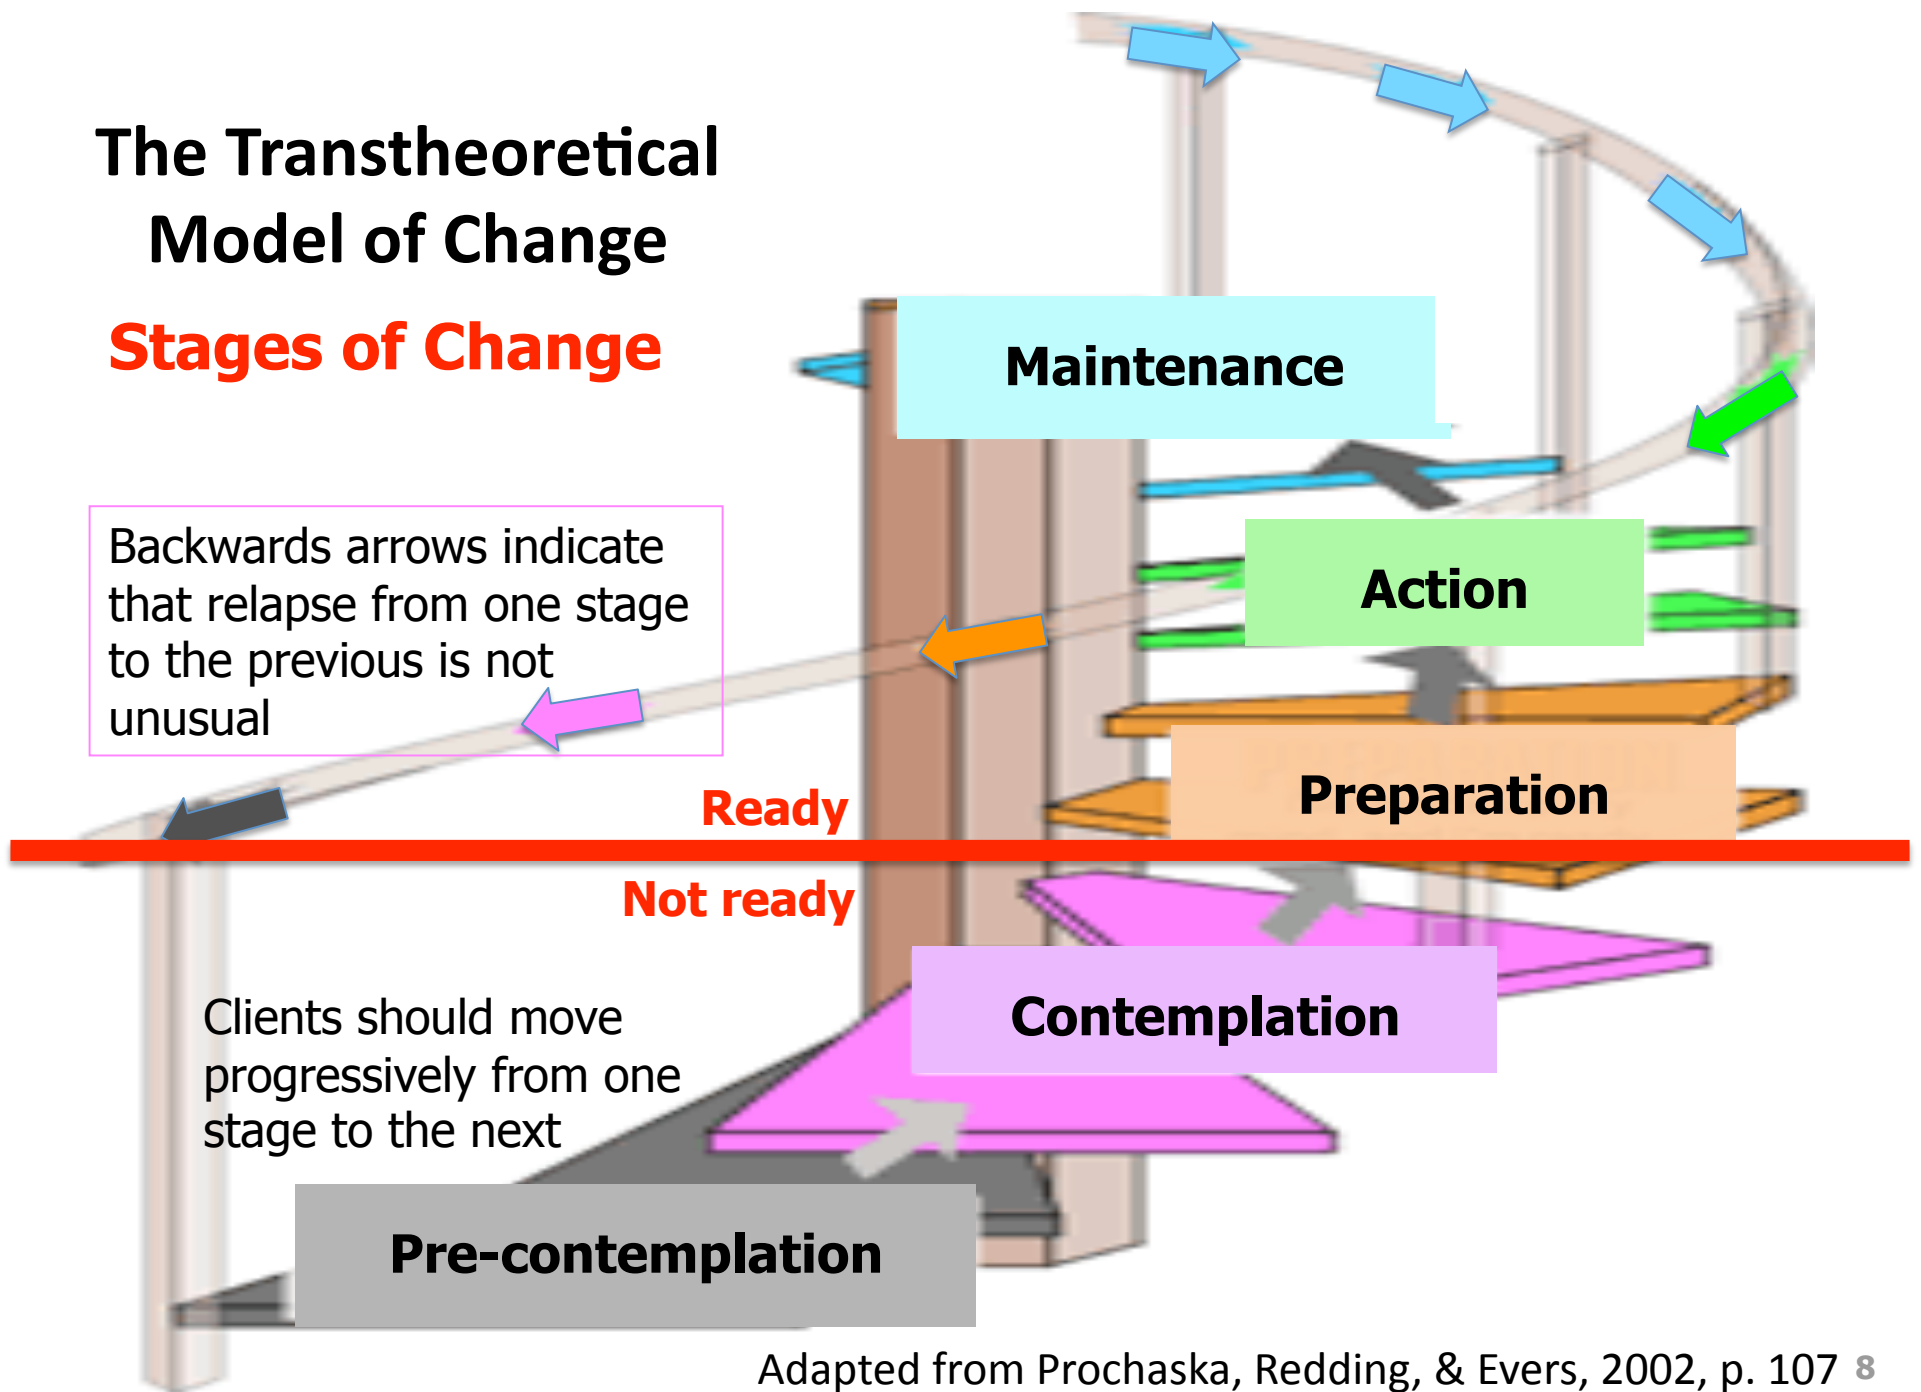 The Transtheoretical
Model of Change
Stages of Change
Maintenance
Backwards arrows indicate
that relapse from one stage
to the previous is not
unusual
Action
Preparation
Ready
Not ready
Contemplation
Clients should move
progressively from one
stage to the next
Pre-contemplation
Adapted from Prochaska, Redding, & Evers, 2002, p. 107 8